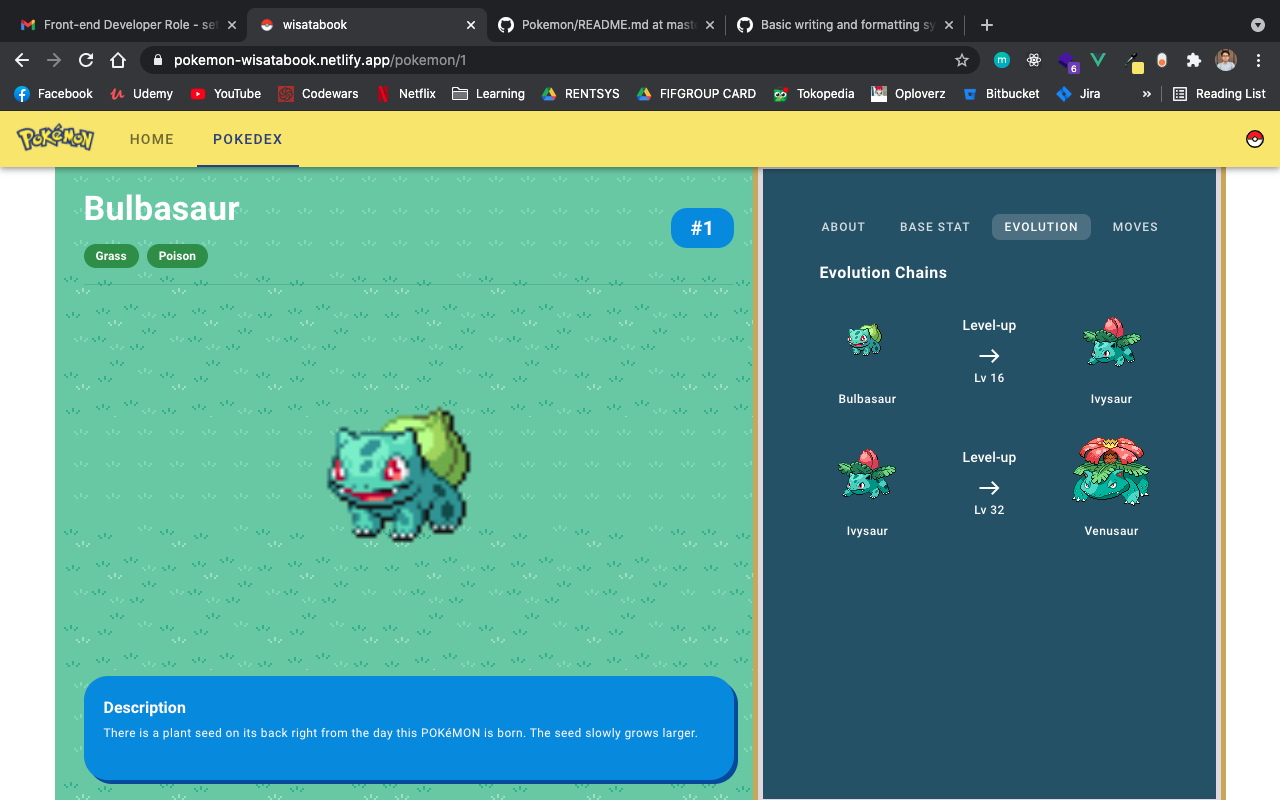 Front-end Developer Role - se
wisatabook
Pokemon/README.md at mast
Basic writing and formatting sy
pokemon-wisatabook.netlify.app/pokemon/1
m
6
Facebook
Udemy
YouTube
Codewars
Netflix
Learning
RENTSYS
FIFGROUP CARD
Tokopedia
Oploverz
Bitbucket
Jira
»
Reading List
POKéMON
HOME
POKEDEX
Bulbasaur
#1
Grass
Poison
Description
There is a plant seed on its back right from the day this POKéMON is born. The seed slowly grows larger.
ABOUT
BASE STAT
EVOLUTION
MOVES
Evolution Chains
Level-up
Lv 16
Bulbasaur
Ivysaur
Level-up
Lv 32
Ivysaur
Venusaur